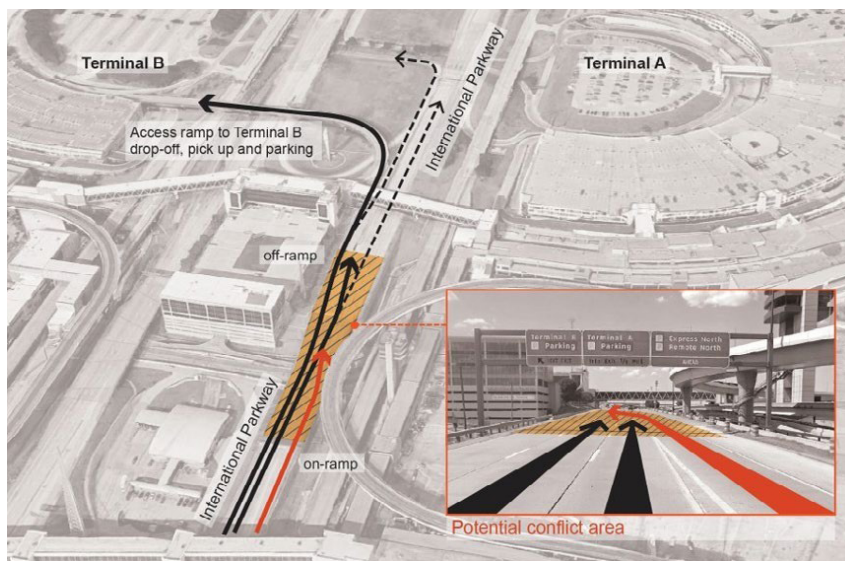 Terminal B
Terminal A
Access ramp to Terminal B
drop-off, pick up and parking
International Parkway
off-ramp
International Parkway
on-ramp
Terminal B
Parking
Terminal A
Parking
Express North
Remote North
Potential conflict area